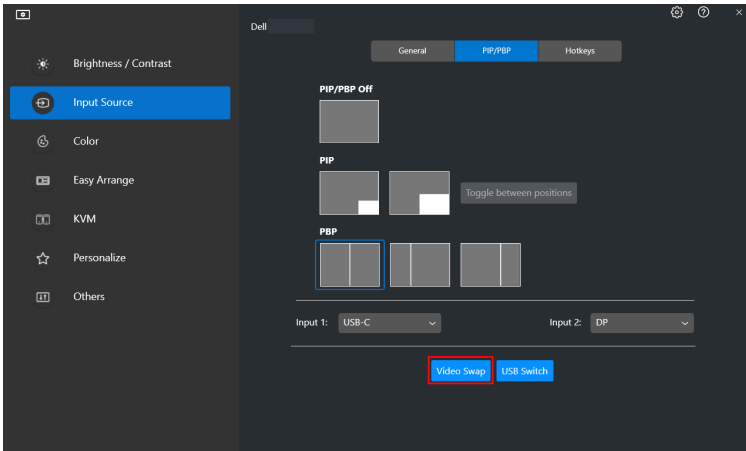 Dell
General PIP/PBP Hotkeys
Brightness / Contrast
Input Source
Color
Easy Arrange
KVM
Personalize
Others
PIP/PBP Off
PIP
Toggle between positions
PBP
Input 1: USB-C Input 2: DP
Video Swap USB Switch